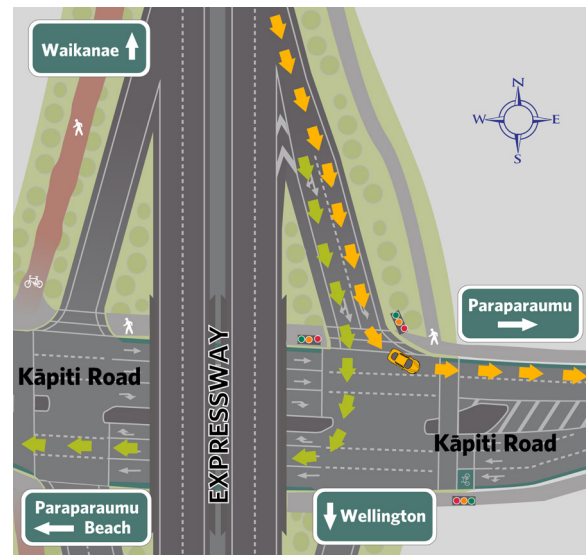 Waikanae
N
W
E
S
Paraparaumu
Kāpiti Road
EXPRESSWAY
Kāpiti Road
Paraparaumu
Beach
Wellington